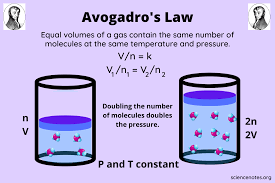 Avogadro's Law
Equal volumes of a gas contain the same number of
molecules at the same temperature and pressure.
V/n = k
V₁/n₁ = V₂/n₂
Doubling the number
of molecules doubles
the pressure.
n
V
2n
2V
P and T constant
sciencenotes.org